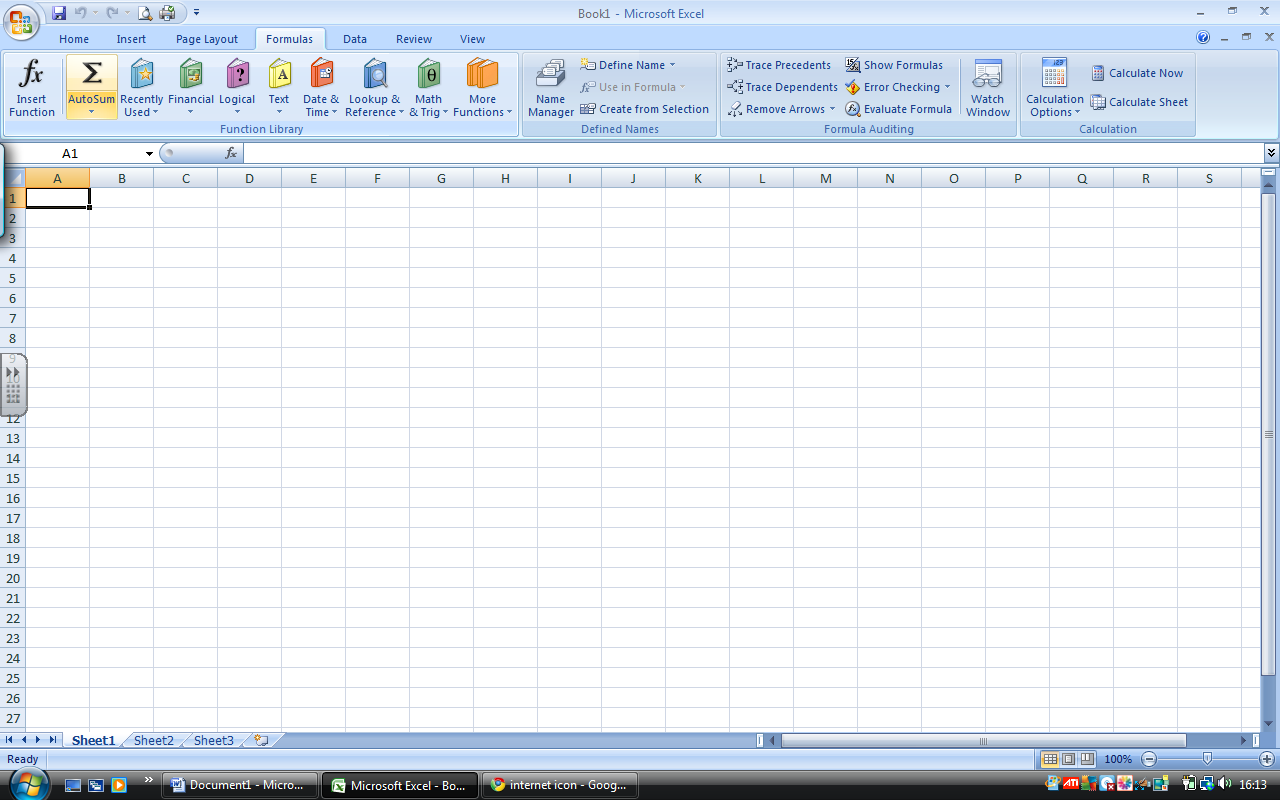 Book1 - Microsoft Excel
Home Insert Page Layout Formulas Data Review View
fx Insert Function
Σ AutoSum
Recently Used
Financial
Logical
Text
Date & Time
Lookup & Reference
Math & Trig
More Functions
Function Library
Name Manager
Define Name
Use in Formula
Create from Selection
Defined Names
Trace Precedents
Trace Dependents
Remove Arrows
Show Formulas
Error Checking
Evaluate Formula
Watch Window
Formula Auditing
Calculation Options
Calculate Now
Calculate Sheet
Calculation
A1 fx
A B C D E F G H I J K L M N O P Q R S
1
2
3
4
5
6
7
8
9
10
12
13
14
15
16
17
18
19
20
21
22
23
24
25
26
27
Sheet1 Sheet2 Sheet3
Ready 100%
Document1 - Micro... Microsoft Excel - Bo... internet icon - Goog... ATI 16:13